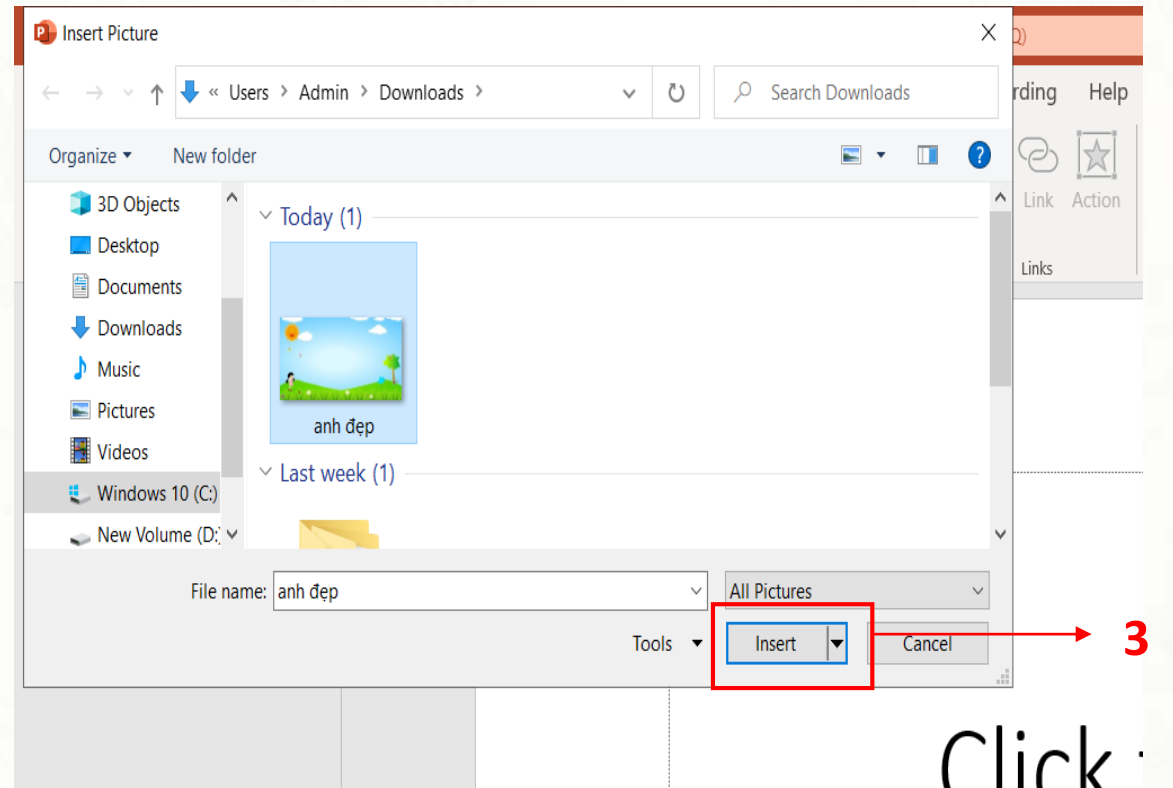 Insert Picture
Q)
« Users > Admin > Downloads >
Search Downloads
rding Help
Organize
New folder
Link Action
Links
3D Objects
Desktop
Documents
Downloads
Music
Pictures
Videos
Windows 10 (C:)
New Volume (D:
Today (1)
anh đẹp
Last week (1)
File name: anh đẹp
All Pictures
Tools
Insert
Cancel
3
Click